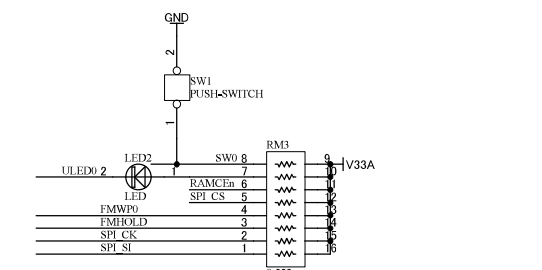 GND
2
SW1
PUSH-SWITCH
1
RM3
LED2 SW0 8 9 V33A
ULED0 2 1 7 10
LED RAMCEn 6 11
SPI_CS 5 12
FMWP0 4 13
FMHOLD 3 14
SPI_CK 2 15
SPI_SI 1 16